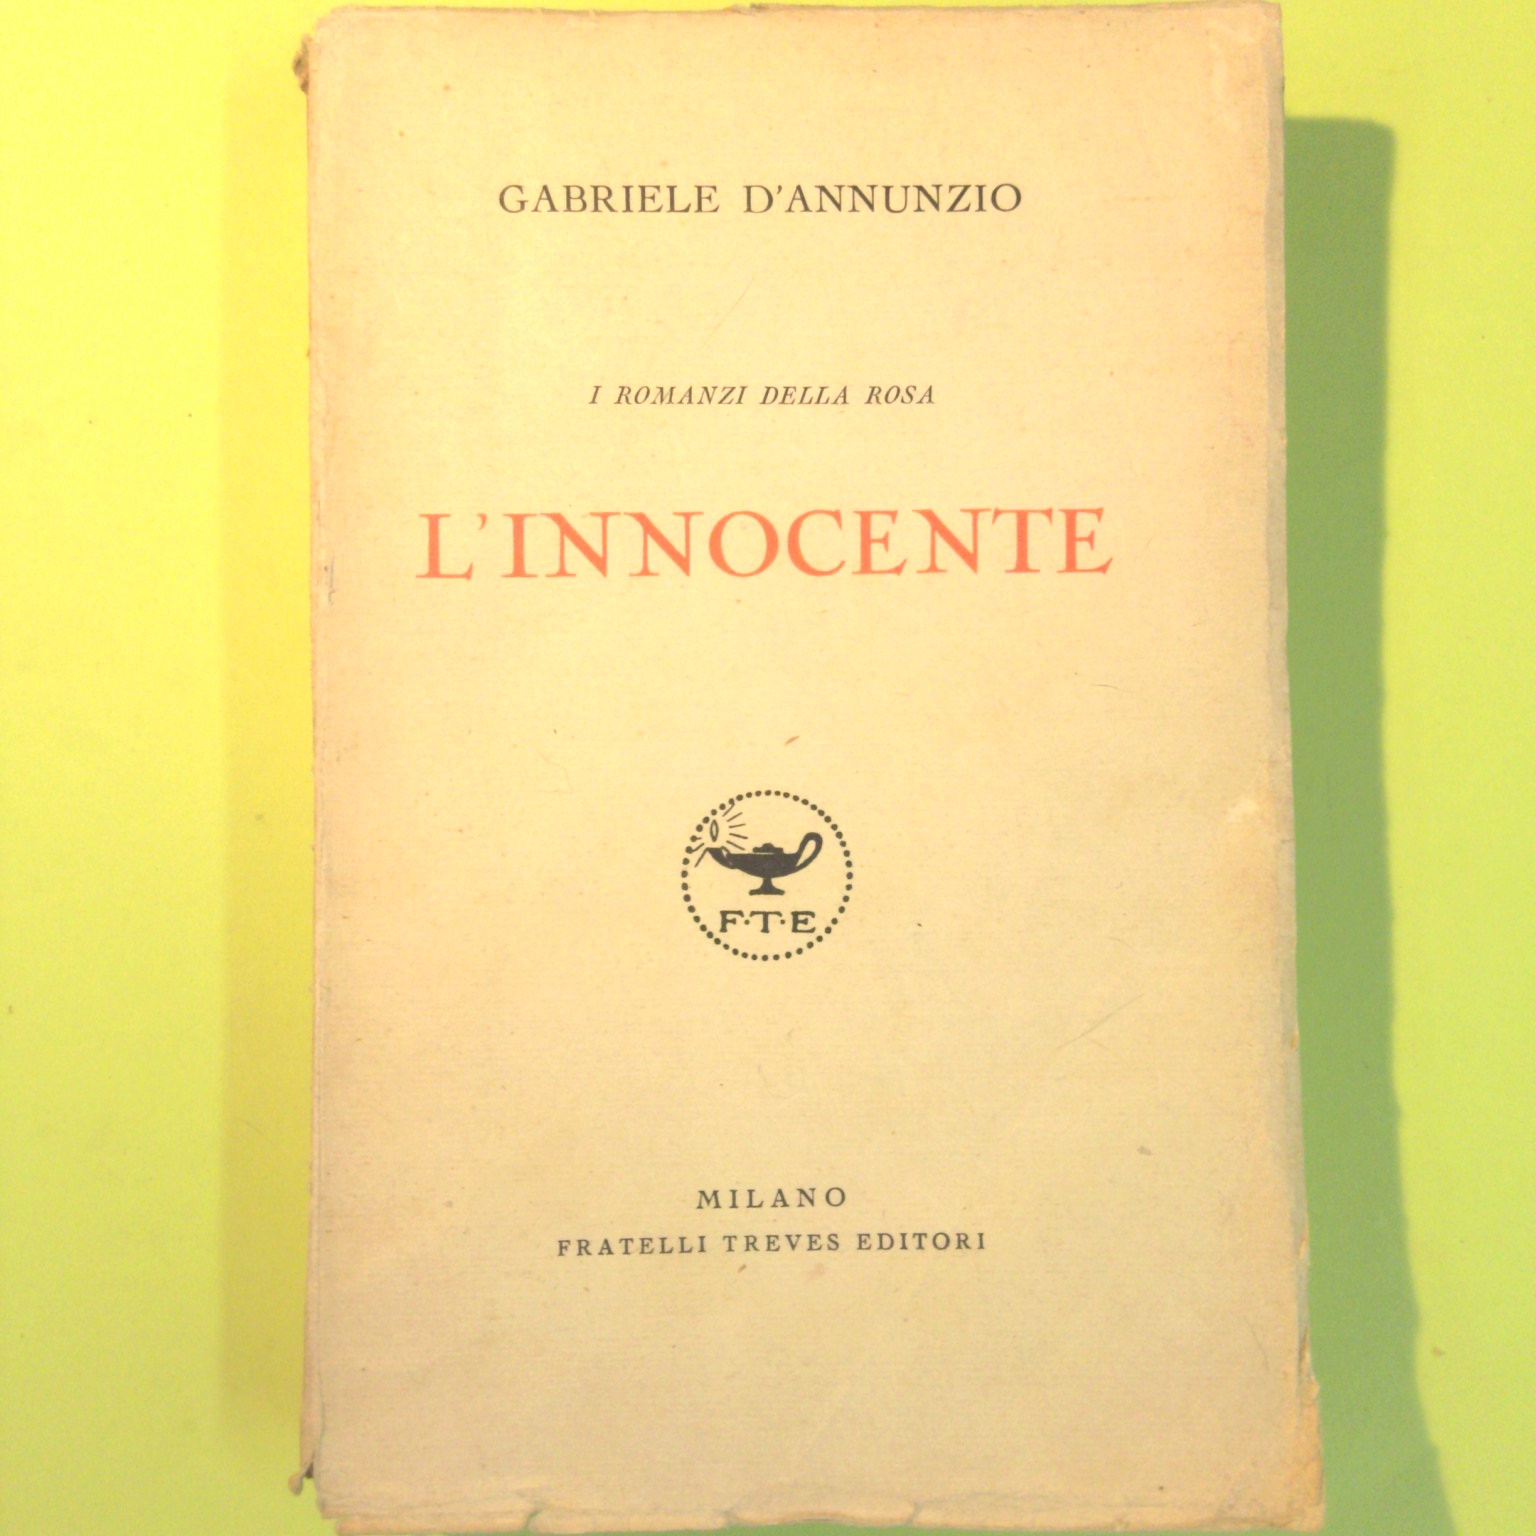 GABRIELE D'ANNUNZIO
I ROMANZI DELLA ROSA
L'INNOCENTE
F·T·E
MILANO
FRATELLI TREVES EDITORI